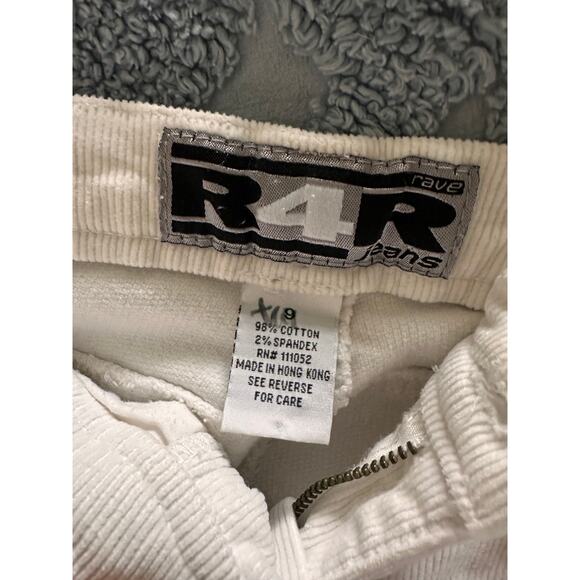 rave
R4R
jeans
9
98% COTTON
2% SPANDEX
RN# 111052
MADE IN HONG KONG
SEE REVERSE
FOR CARE